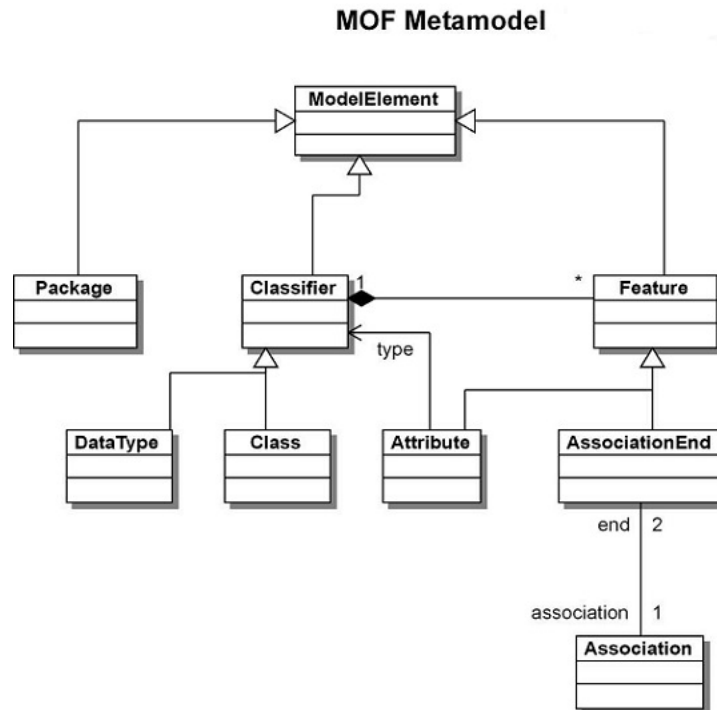 MOF Metamodel
ModelElement
Package
Classifier
1
*
Feature
type
DataType
Class
Attribute
AssociationEnd
end
2
association
1
Association